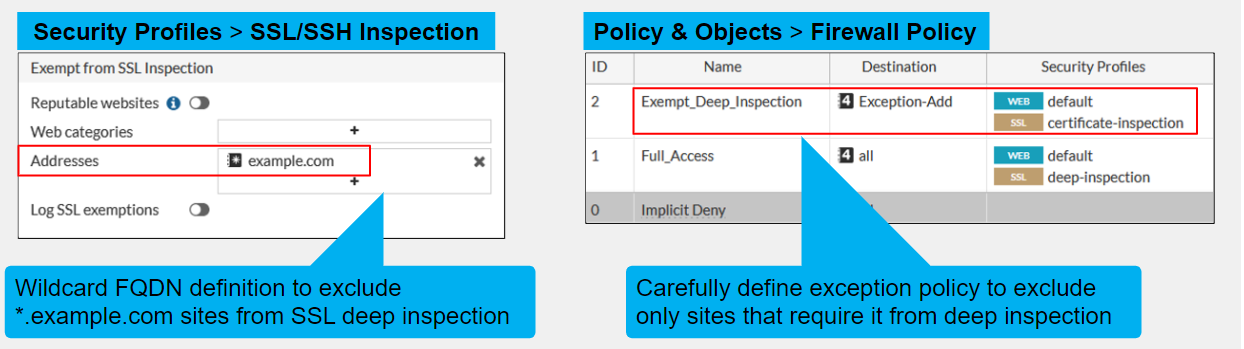 Security Profiles > SSL/SSH Inspection
Exempt from SSL Inspection
Reputable websites
Web categories
+
Addresses
example.com
+
Log SSL exemptions
Wildcard FQDN definition to exclude
*.example.com sites from SSL deep inspection
Policy & Objects > Firewall Policy
ID Name Destination Security Profiles
2 Exempt_Deep_Inspection 4 Exception-Add WEB default
SSL certificate-inspection
1 Full_Access 4 all WEB default
SSL deep-inspection
0 Implicit Deny
Carefully define exception policy to exclude
only sites that require it from deep inspection